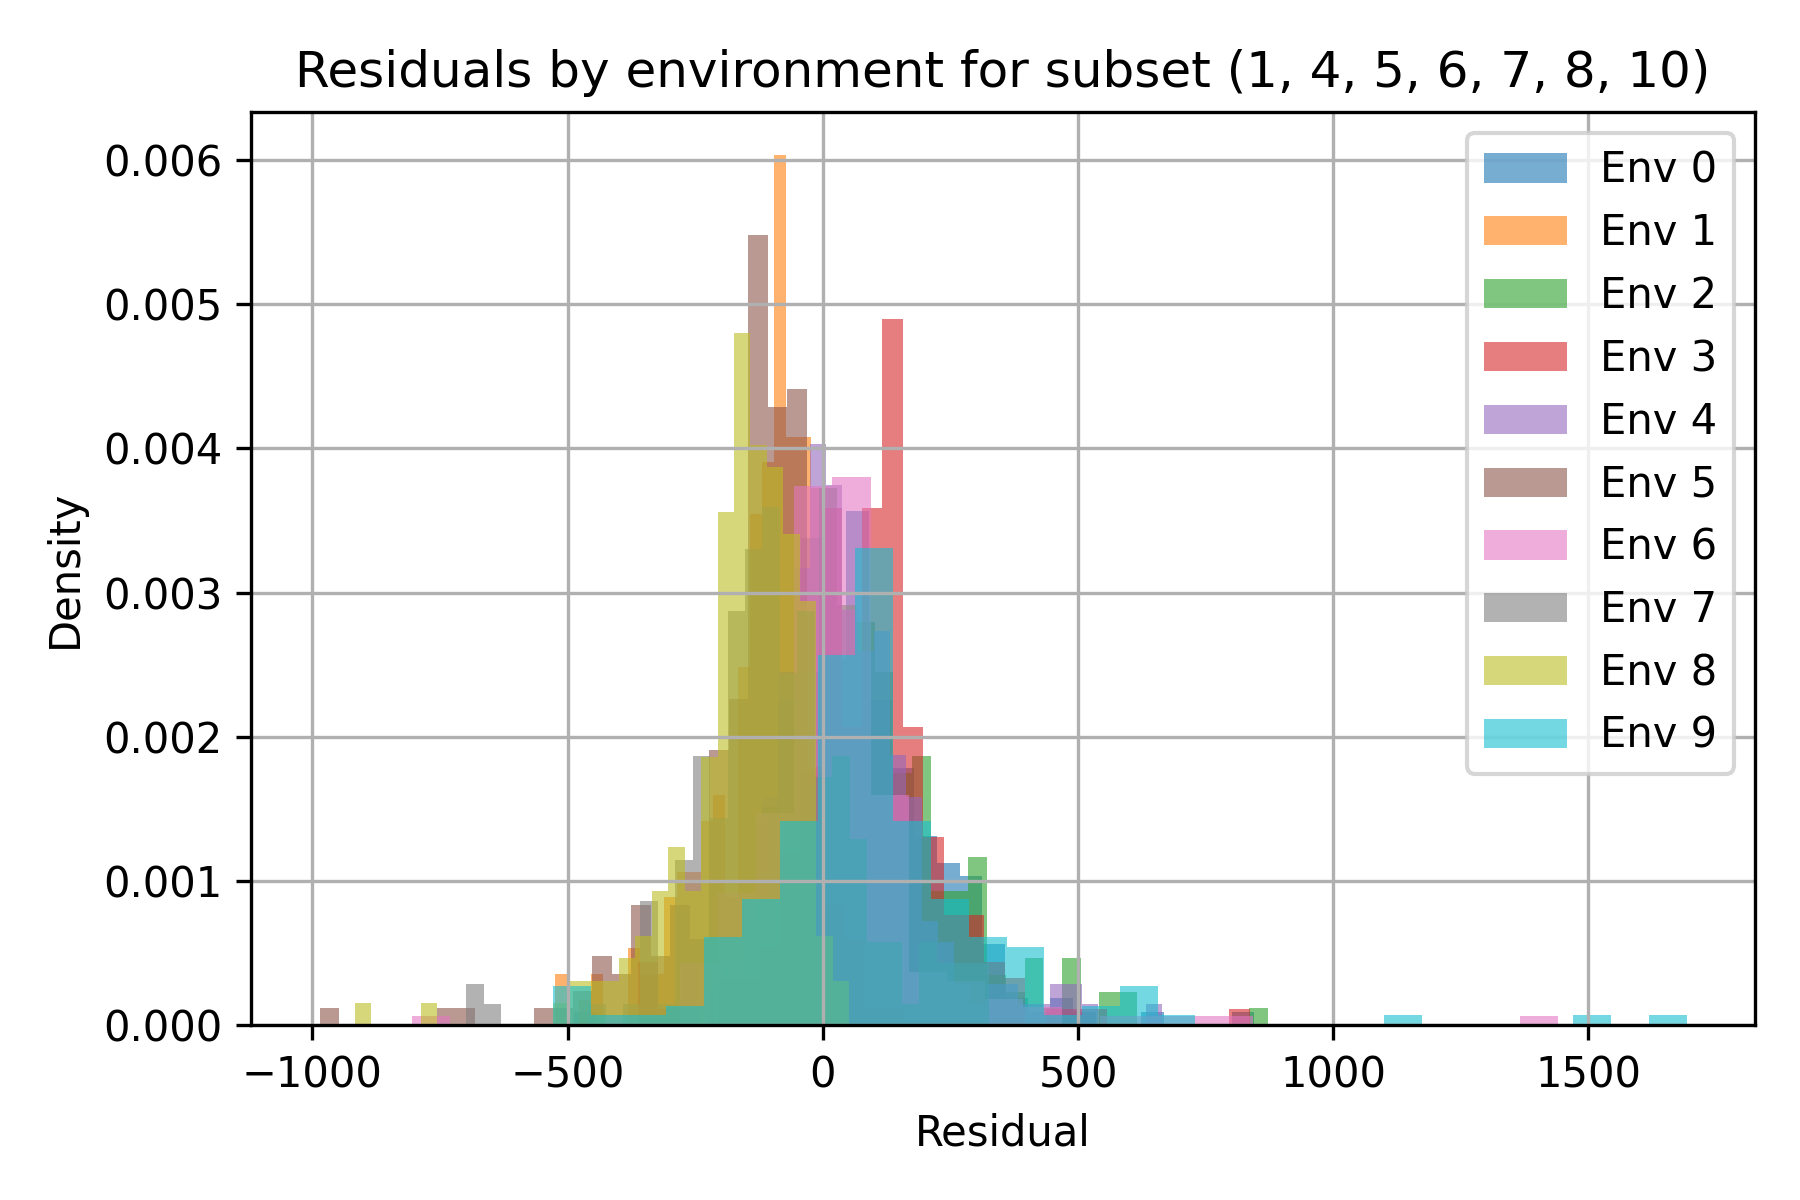 Residuals by environment for subset (1, 4, 5, 6, 7, 8, 10)
0.006
0.005
0.004
0.003
0.002
0.001
0.000
Density
−1000
−500
0
500
1000
1500
Residual
Env 0
Env 1
Env 2
Env 3
Env 4
Env 5
Env 6
Env 7
Env 8
Env 9